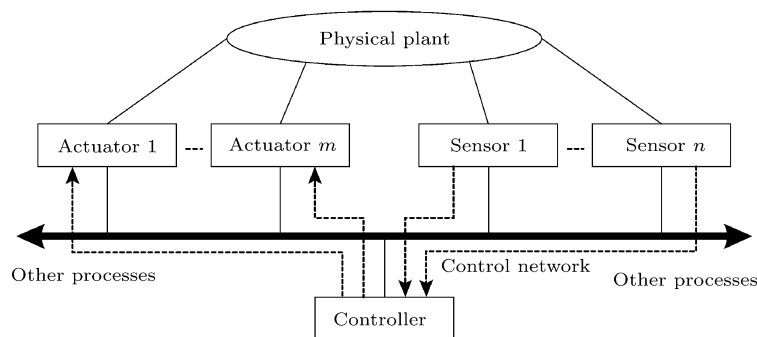 Physical plant
Actuator 1
Actuator m
Sensor 1
Sensor n
Other processes
Control network
Other processes
Controller